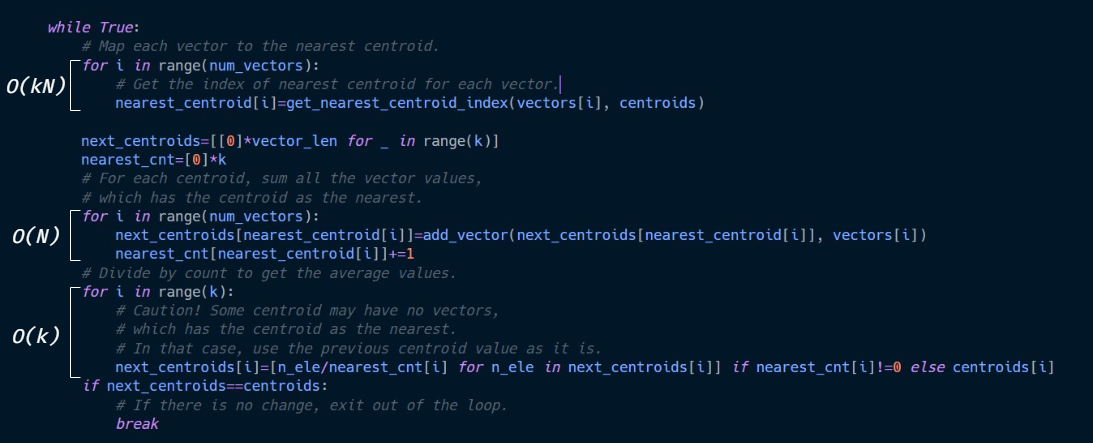 while True:
# Map each vector to the nearest centroid.
O(kN)
for i in range(num_vectors):
# Get the index of nearest centroid for each vector.
nearest_centroid[i]=get_nearest_centroid_index(vectors[i], centroids)
next_centroids=[[0]*vector_len for _ in range(k)]
nearest_cnt=[0]*k
# For each centroid, sum all the vector values,
# which has the centroid as the nearest.
O(N)
for i in range(num_vectors):
next_centroids[nearest_centroid[i]]=add_vector(next_centroids[nearest_centroid[i]], vectors[i])
nearest_cnt[nearest_centroid[i]]+=1
# Divide by count to get the average values.
O(k)
for i in range(k):
# Caution! Some centroid may have no vectors,
# which has the centroid as the nearest.
# In that case, use the previous centroid value as it is.
next_centroids[i]=[n_ele/nearest_cnt[i] for n_ele in next_centroids[i]] if nearest_cnt[i]!=0 else centroids[i]
if next_centroids==centroids:
# If there is no change, exit out of the loop.
break